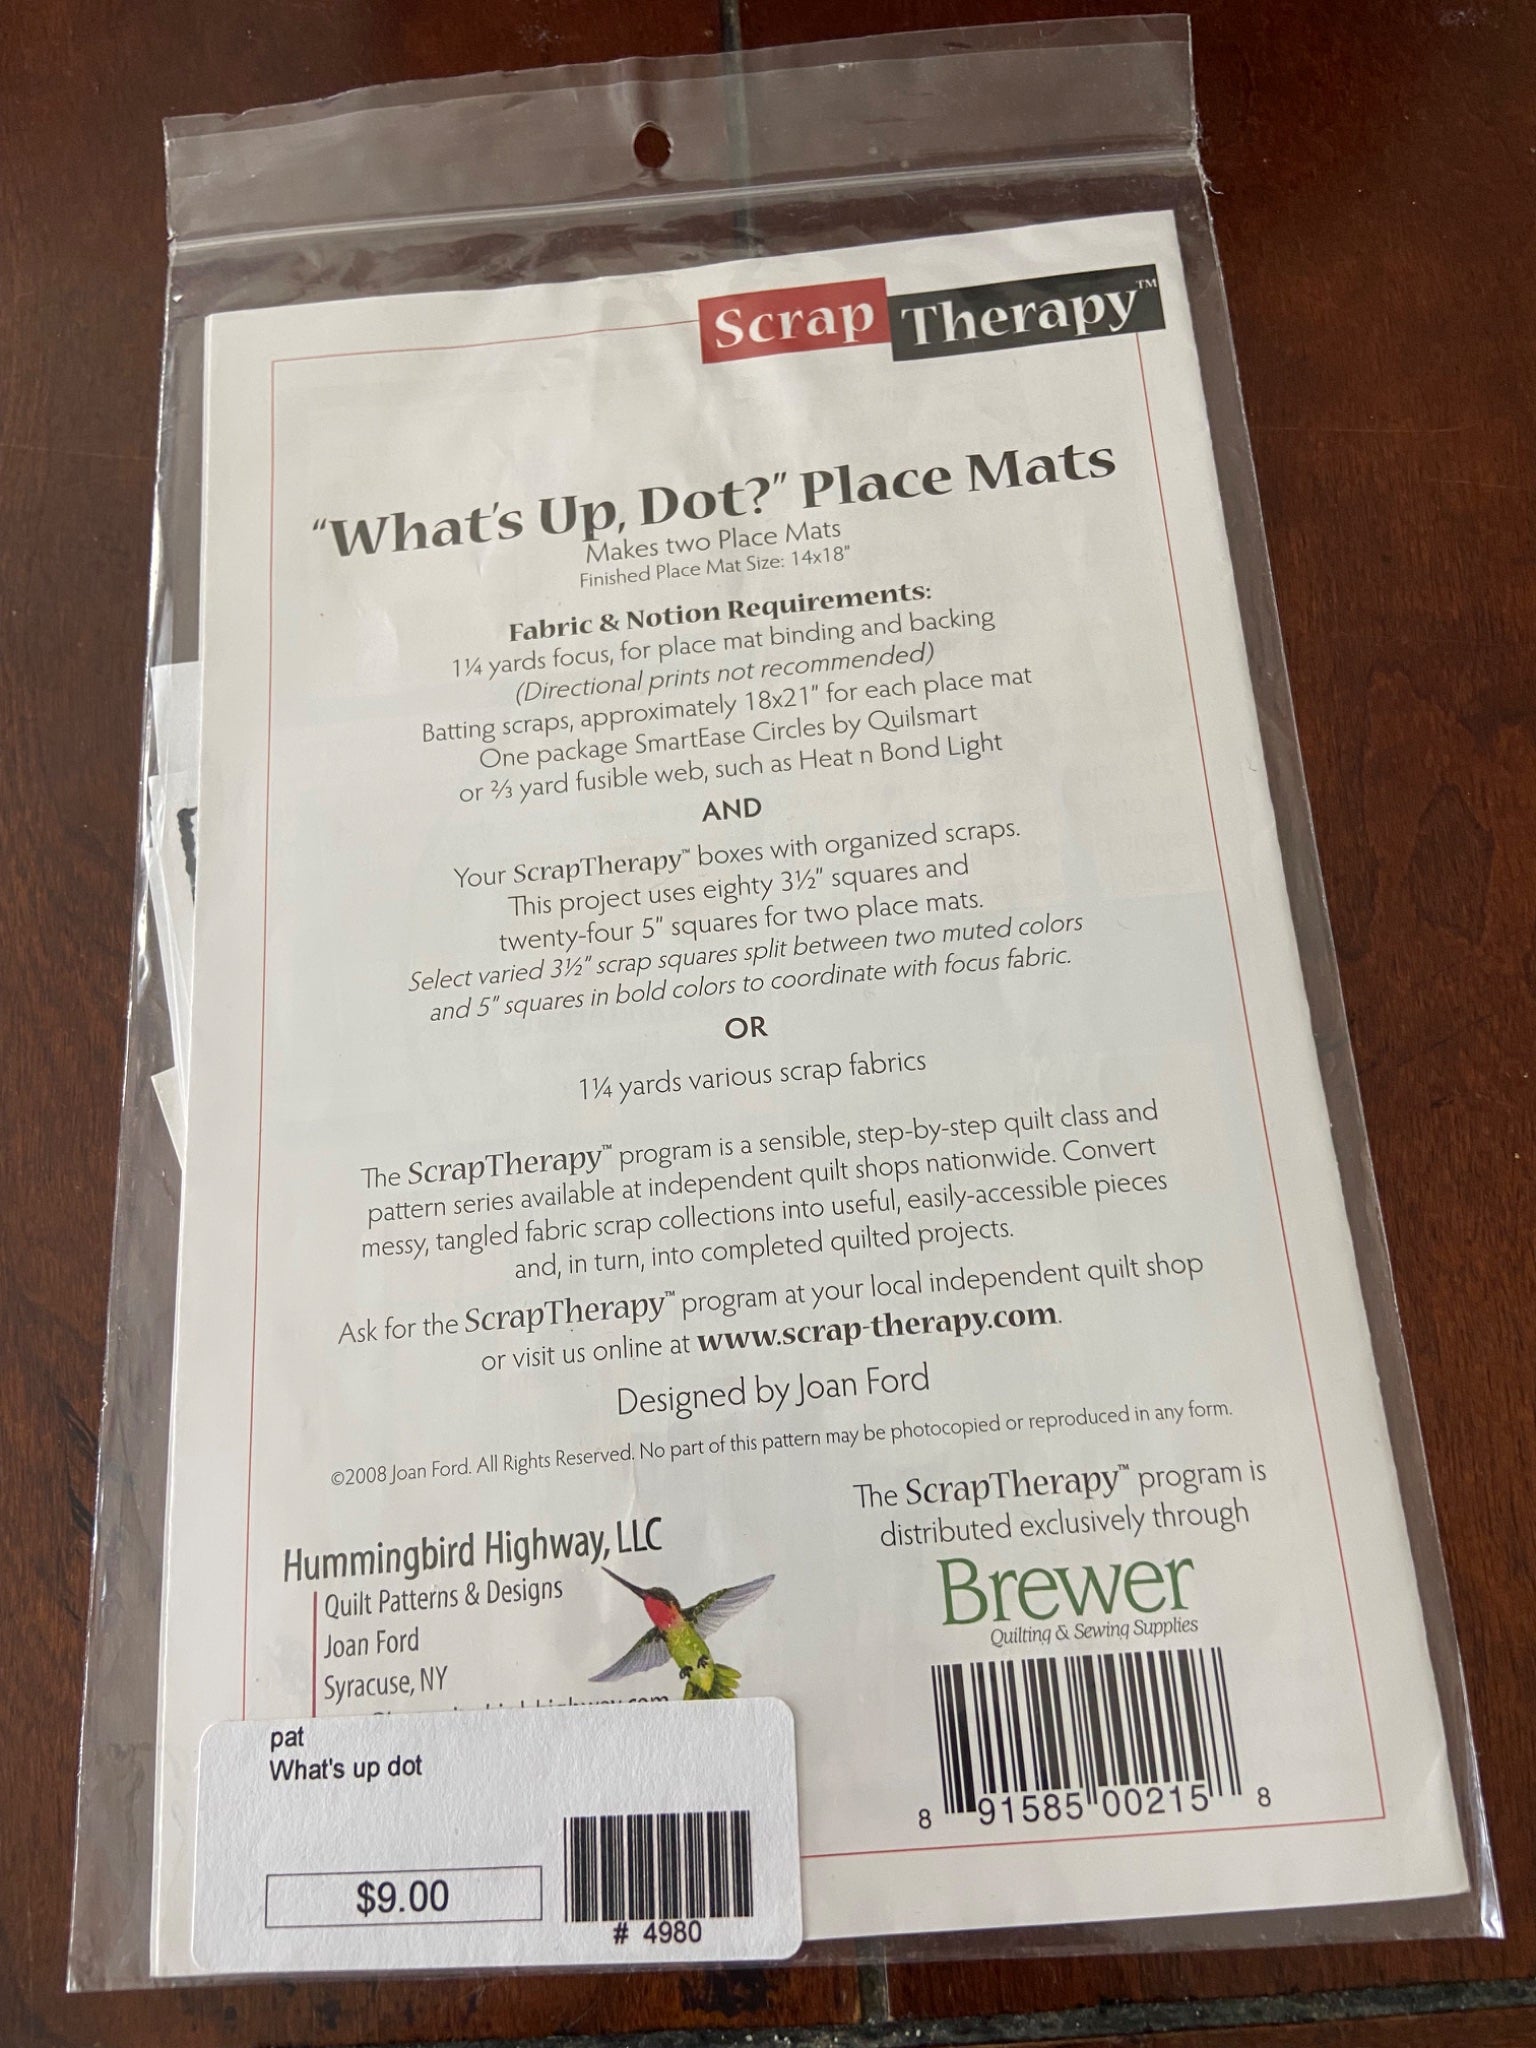 Scrap Therapy™
"What's Up, Dot?" Place Mats
Makes two Place Mats
Finished Place Mat Size: 14x18"
Fabric & Notion Requirements:
1¼ yards focus, for place mat binding and backing
(Directional prints not recommended)
Batting scraps, approximately 18x21" for each place mat
One package SmartEase Circles by Quilsmart
or ⅔ yard fusible web, such as Heat n Bond Light
AND
Your ScrapTherapy™ boxes with organized scraps.
This project uses eighty 3½" squares and
twenty-four 5" squares for two place mats.
Select varied 3½" scrap squares split between two muted colors
and 5" squares in bold colors to coordinate with focus fabric.
OR
1¼ yards various scrap fabrics
The ScrapTherapy™ program is a sensible, step-by-step quilt class and
pattern series available at independent quilt shops nationwide. Convert
messy, tangled fabric scrap collections into useful, easily-accessible pieces
and, in turn, into completed quilted projects.
Ask for the ScrapTherapy™ program at your local independent quilt shop
or visit us online at www.scrap-therapy.com.
Designed by Joan Ford
©2008 Joan Ford. All Rights Reserved. No part of this pattern may be photocopied or reproduced in any form.
Hummingbird Highway, LLC
Quilt Patterns & Designs
Joan Ford
Syracuse, NY
The ScrapTherapy™ program is
distributed exclusively through
Brewer
Quilting & Sewing Supplies
8 91585 00215 8
pat
What's up dot
$9.00
# 4980